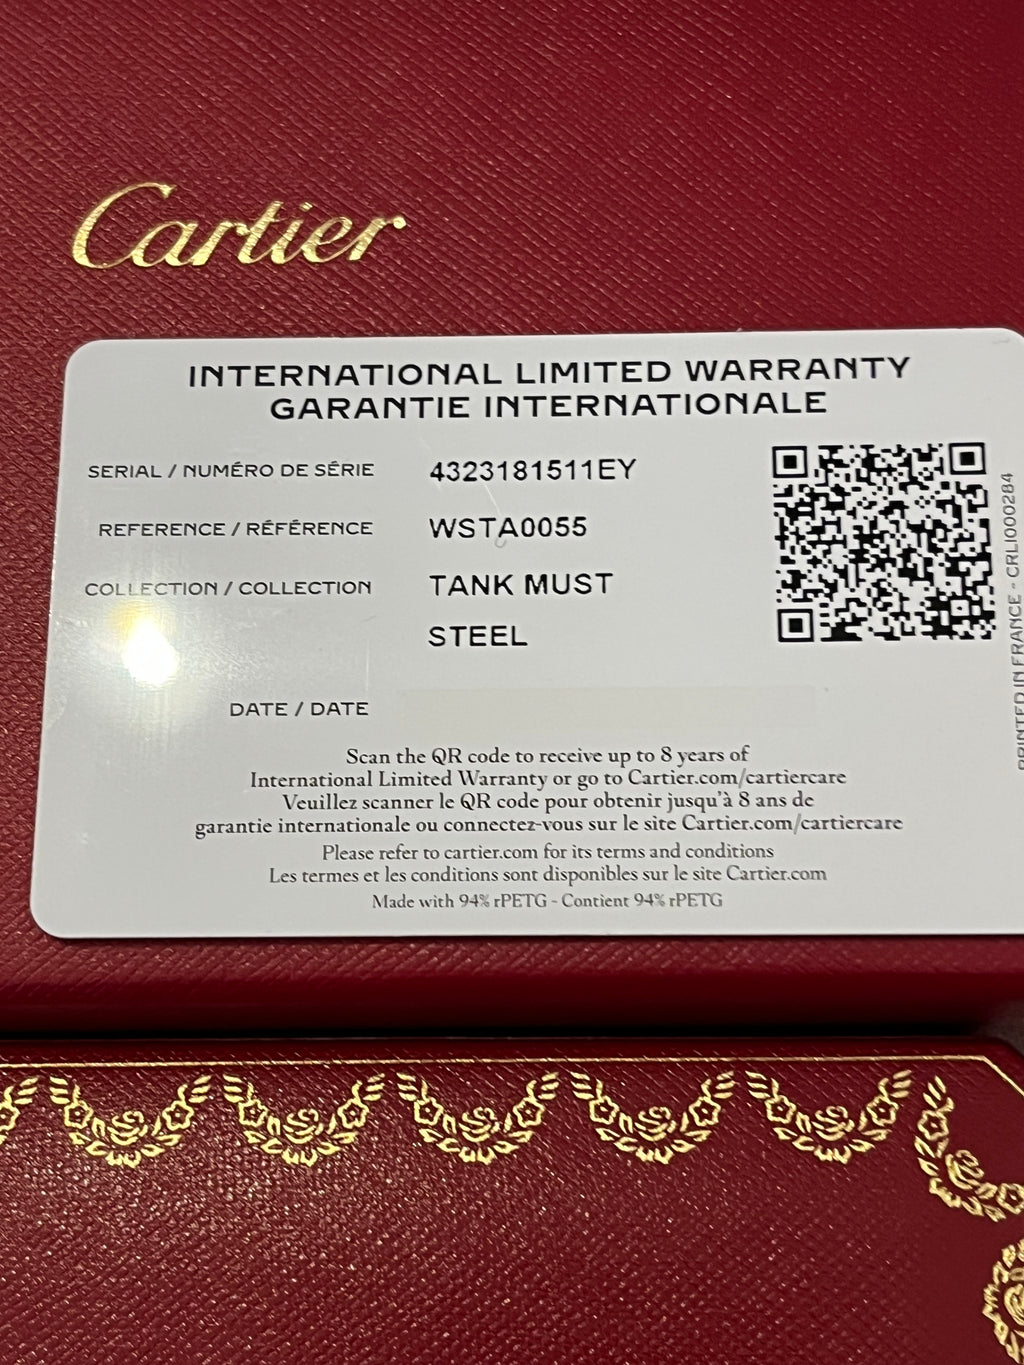 Cartier
INTERNATIONAL LIMITED WARRANTY
GARANTIE INTERNATIONALE
SERIAL / NUMÉRO DE SÉRIE 4323181511EY
REFERENCE / RÉFÉRENCE WSTA0055
COLLECTION / COLLECTION TANK MUST
STEEL
DATE / DATE
Scan the QR code to receive up to 8 years of
International Limited Warranty or go to Cartier.com/cartiercare
Veuillez scanner le QR code pour obtenir jusqu'à 8 ans de
garantie internationale ou connectez-vous sur le site Cartier.com/cartiercare
Please refer to cartier.com for its terms and conditions
Les termes et les conditions sont disponibles sur le site Cartier.com
Made with 94% rPETG - Contient 94% rPETG
PRINTED IN FRANCE - CRLI000284